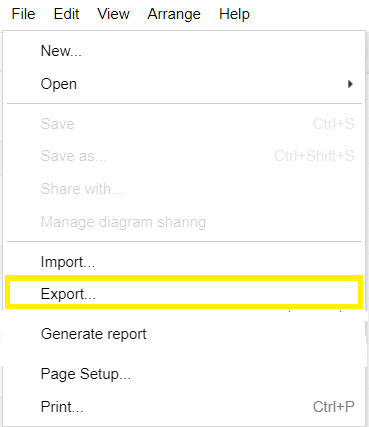 File Edit View Arrange Help
New...
Open
Save Ctrl+S
Save as... Ctrl+Shift+S
Share with...
Manage diagram sharing
Import...
Export...
Generate report
Page Setup...
Print... Ctrl+P